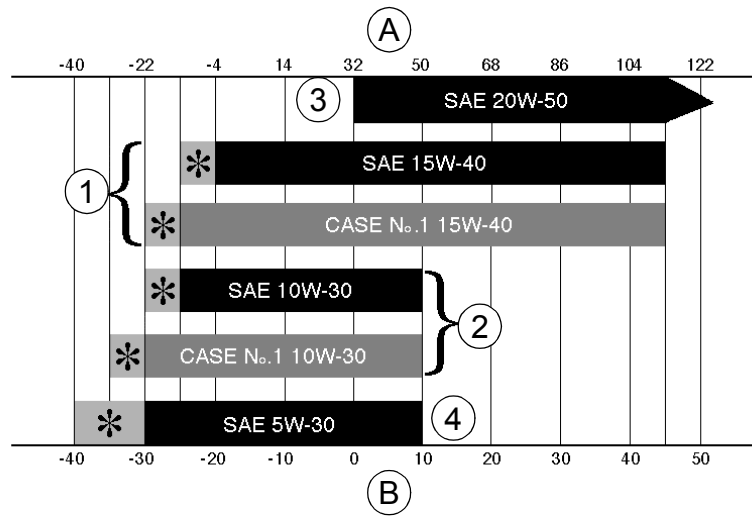 A
-40 -22 -4 14 32 50 68 86 104 122
3 SAE 20W-50
* SAE 15W-40
1
* CASE No.1 15W-40
* SAE 10W-30
2
* CASE No.1 10W-30
* SAE 5W-30 4
-40 -30 -20 -10 0 10 20 30 40 50
B